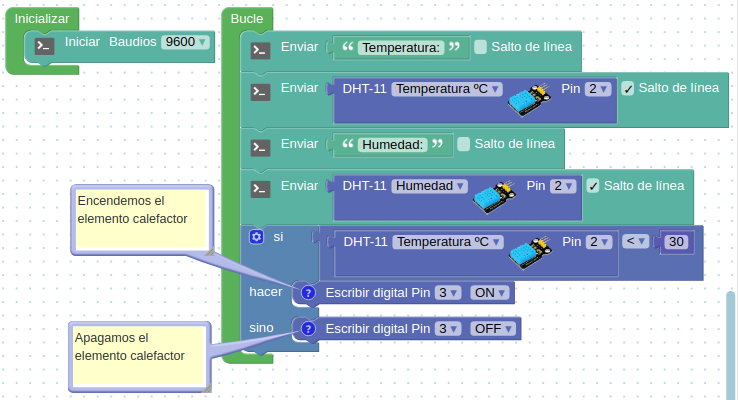 Inicializar
Iniciar Baudios 9600
Bucle
Enviar “ Temperatura: ” Salto de línea
Enviar DHT-11 Temperatura ºC Pin 2 Salto de línea
Enviar “ Humedad: ” Salto de línea
Enviar DHT-11 Humedad Pin 2 Salto de línea
si DHT-11 Temperatura ºC Pin 2 < 30
Encendemos el
elemento calefactor
hacer ? Escribir digital Pin 3 ON
sino ? Escribir digital Pin 3 OFF
Apagamos el
elemento calefactor